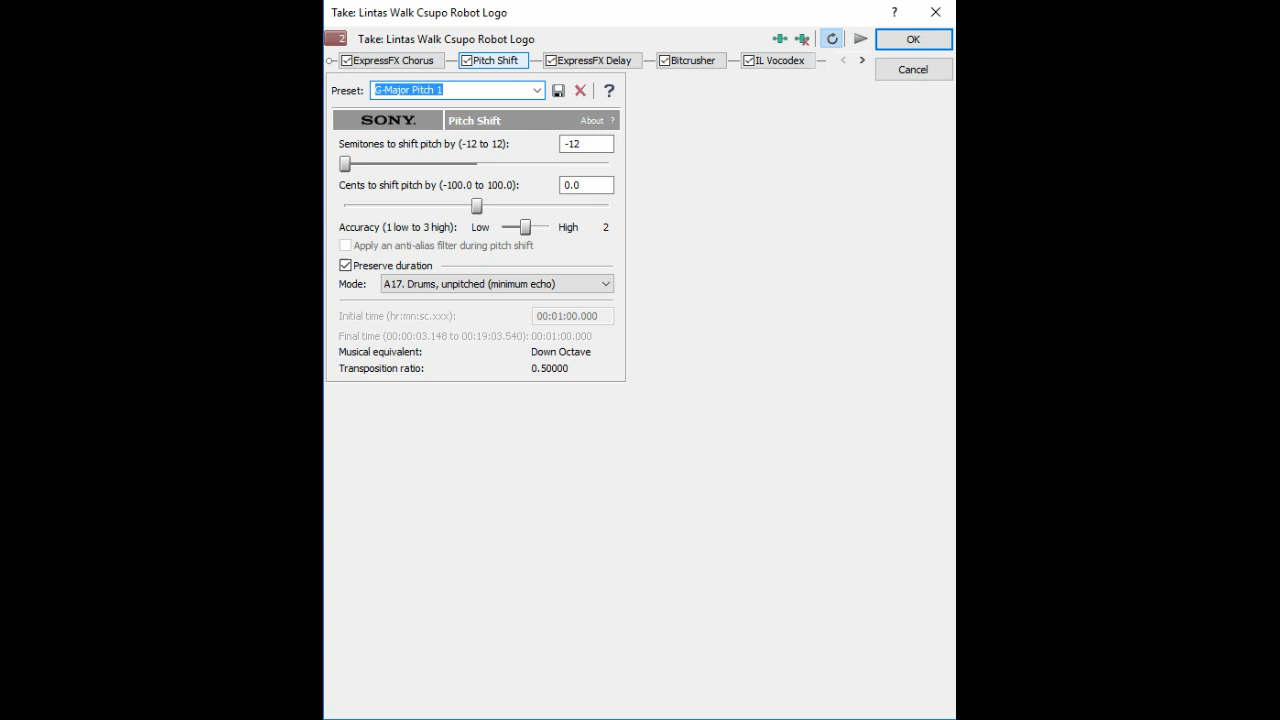 Take: Lintas Walk Csupo Robot Logo ?
2 Take: Lintas Walk Csupo Robot Logo OK
ExpressFX Chorus Pitch Shift ExpressFX Delay Bitcrusher IL Vocodex
Cancel
Preset: G-Major Pitch 1 ?
SONY. Pitch Shift About ?
Semitones to shift pitch by (-12 to 12): -12
Cents to shift pitch by (-100.0 to 100.0): 0.0
Accuracy (1 low to 3 high): Low High 2
Apply an anti-alias filter during pitch shift
Preserve duration
Mode: A17. Drums, unpitched (minimum echo)
Initial time (hr:mn:sc.xxx): 00:01:00.000
Final time (00:00:03.148 to 00:19:03.540): 00:01:00.000
Musical equivalent: Down Octave
Transposition ratio: 0.50000